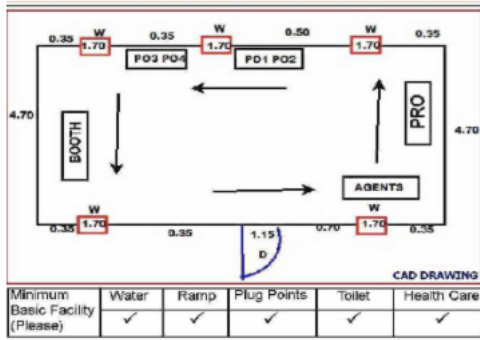 0.35 W 0.35 W 0.50 W 0.35
1.70 1.70 1.70
PO3 PO4 PO1 PO2
4.70 BOOTH PRO 4.70
AGENTS
W W
0.35 1.70 0.35 1.15 0.70 1.70 0.35
D
CAD DRAWING
Minimum Basic Facility (Please) Water Ramp Plug Points Toilet Health Care
✓ ✓ ✓ ✓ ✓